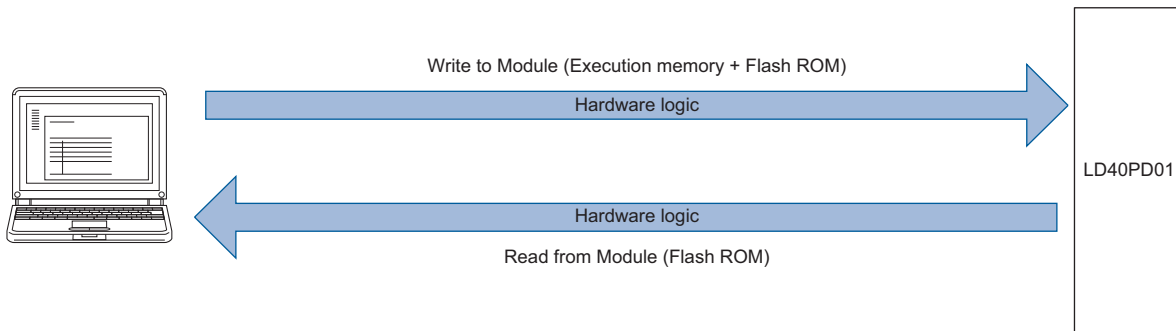 Write to Module (Execution memory + Flash ROM)
Hardware logic
LD40PD01
Hardware logic
Read from Module (Flash ROM)